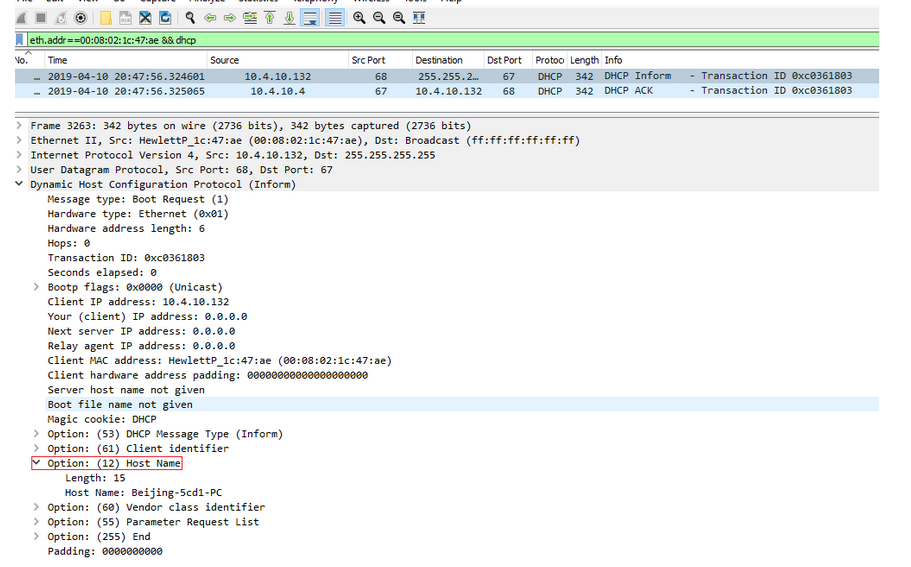 eth.addr==00:08:02:1c:47:ae && dhcp
No. Time Source Src Port Destination Dst Port Protoc Length Info
... 2019-04-10 20:47:56.324601 10.4.10.132 68 255.255.2... 67 DHCP 342 DHCP Inform - Transaction ID 0xc0361803
... 2019-04-10 20:47:56.325065 10.4.10.4 67 10.4.10.132 68 DHCP 342 DHCP ACK - Transaction ID 0xc0361803
Frame 3263: 342 bytes on wire (2736 bits), 342 bytes captured (2736 bits)
Ethernet II, Src: HewlettP_1c:47:ae (00:08:02:1c:47:ae), Dst: Broadcast (ff:ff:ff:ff:ff:ff)
Internet Protocol Version 4, Src: 10.4.10.132, Dst: 255.255.255.255
User Datagram Protocol, Src Port: 68, Dst Port: 67
Dynamic Host Configuration Protocol (Inform)
Message type: Boot Request (1)
Hardware type: Ethernet (0x01)
Hardware address length: 6
Hops: 0
Transaction ID: 0xc0361803
Seconds elapsed: 0
Bootp flags: 0x0000 (Unicast)
Client IP address: 10.4.10.132
Your (client) IP address: 0.0.0.0
Next server IP address: 0.0.0.0
Relay agent IP address: 0.0.0.0
Client MAC address: HewlettP_1c:47:ae (00:08:02:1c:47:ae)
Client hardware address padding: 00000000000000000000
Server host name not given
Boot file name not given
Magic cookie: DHCP
Option: (53) DHCP Message Type (Inform)
Option: (61) Client identifier
Option: (12) Host Name
Length: 15
Host Name: Beijing-5cd1-PC
Option: (60) Vendor class identifier
Option: (55) Parameter Request List
Option: (255) End
Padding: 0000000000